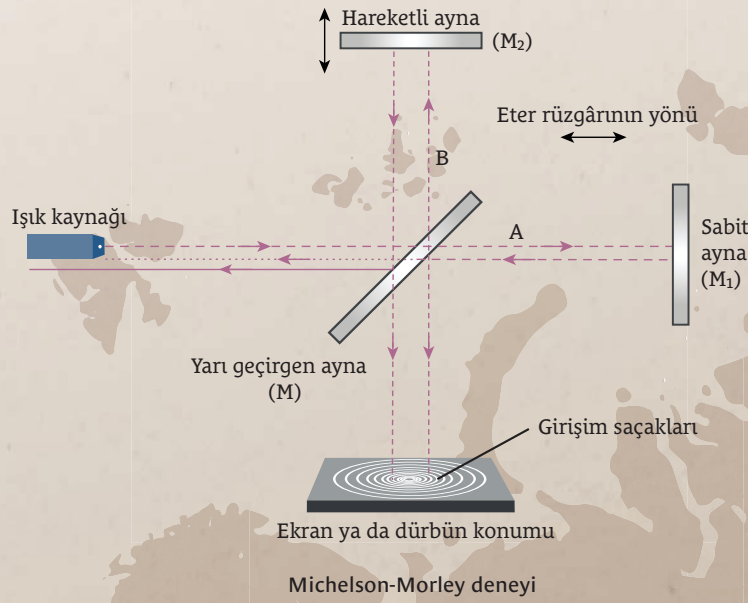 Hareketli ayna
(M₂)
Eter rüzgârının yönü
B
Işık kaynağı
A
Sabit
ayna
(M₁)
Yarı geçirgen ayna
(M)
Girişim saçakları
Ekran ya da dürbün konumu
Michelson-Morley deneyi